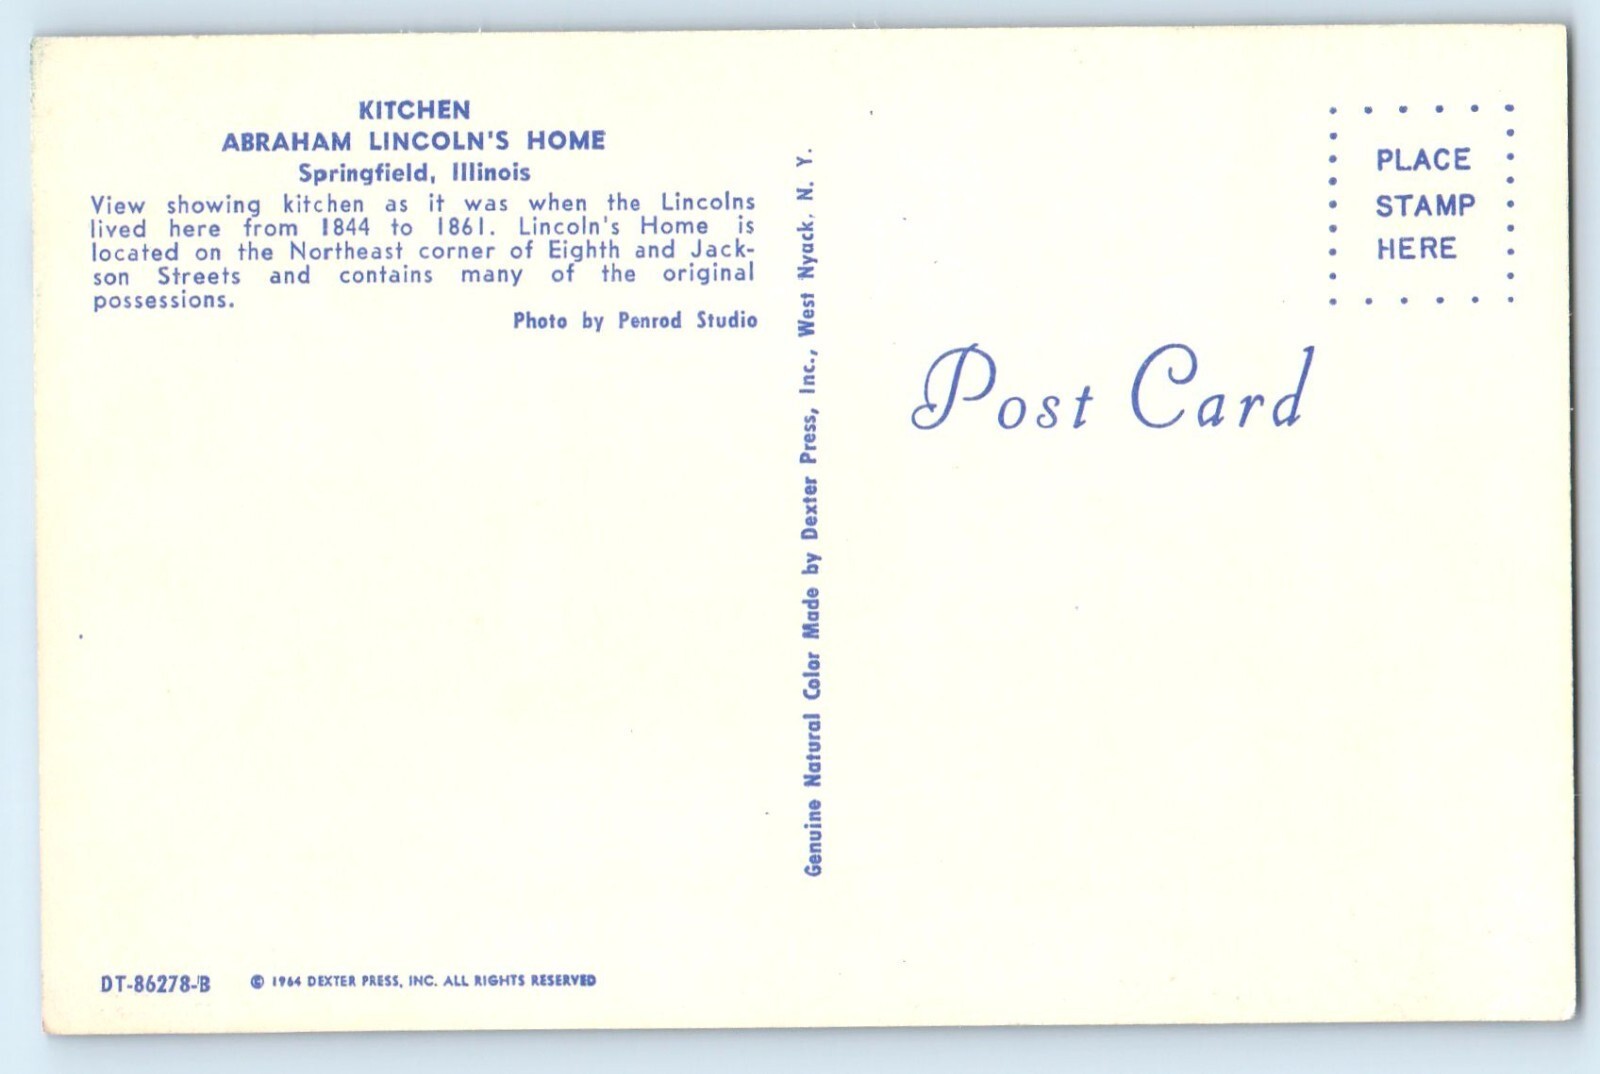 KITCHEN
ABRAHAM LINCOLN'S HOME
Springfield, Illinois
View showing kitchen as it was when the Lincolns
lived here from 1844 to 1861. Lincoln's Home is
located on the Northeast corner of Eighth and Jack-
son Streets and contains many of the original
possessions.
Photo by Penrod Studio
DT-86278-B
© 1964 DEXTER PRESS, INC. ALL RIGHTS RESERVED
Genuine Natural Color Made by Dexter Press, Inc., West Nyack, N. Y.
PLACE
STAMP
HERE
Post Card